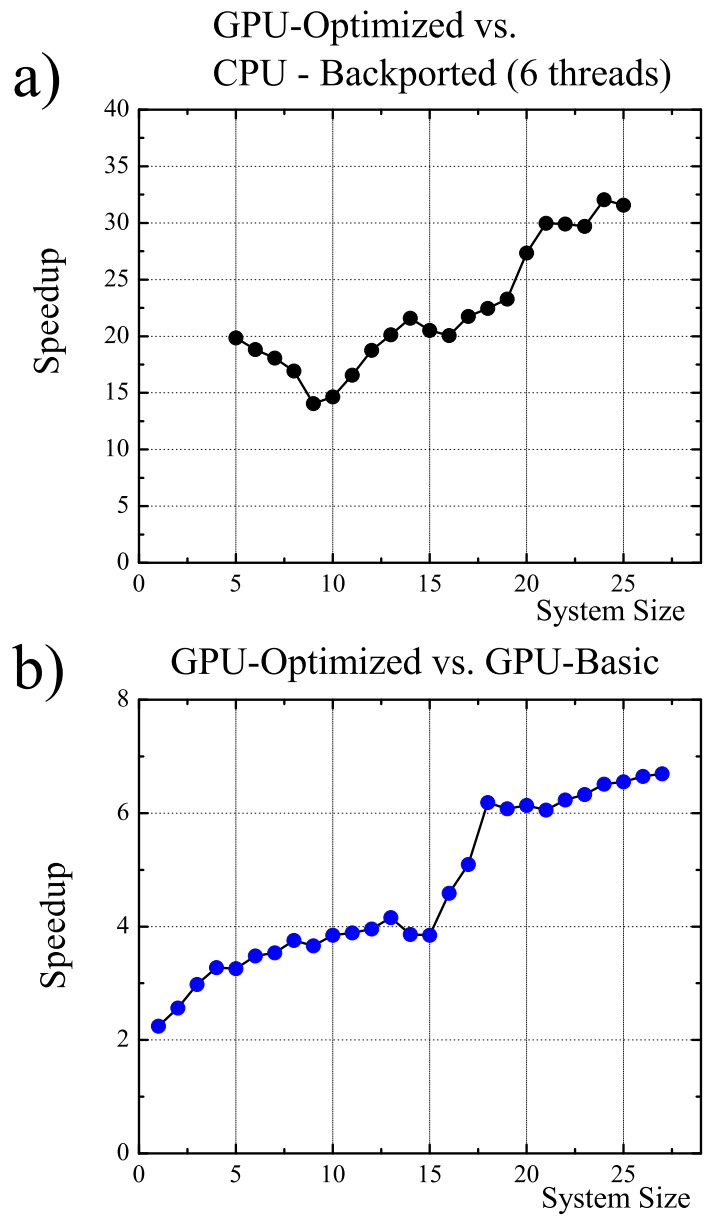 GPU-Optimized vs.
a) CPU - Backported (6 threads)
40
35
30
25
20
15
10
5
0
Speedup
0 5 10 15 20 25
System Size
b) GPU-Optimized vs. GPU-Basic
8
6
4
2
0
Speedup
0 5 10 15 20 25
System Size